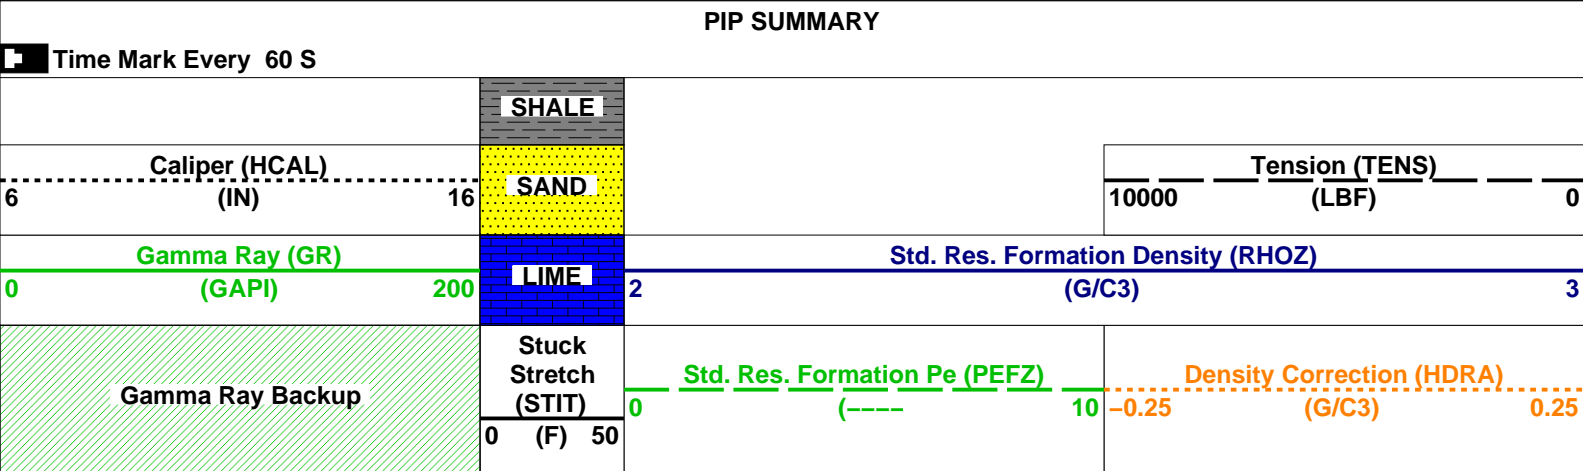 PIP SUMMARY
Time Mark Every 60 S
SHALE
Caliper (HCAL)
6 (IN) 16
SAND
Tension (TENS)
10000 (LBF) 0
Gamma Ray (GR)
0 (GAPI) 200
LIME
Std. Res. Formation Density (RHOZ)
2 (G/C3) 3
Gamma Ray Backup
Stuck
Stretch
(STIT)
0 (F) 50
Std. Res. Formation Pe (PEFZ)
0 (−−−− 10
Density Correction (HDRA)
−0.25 (G/C3) 0.25